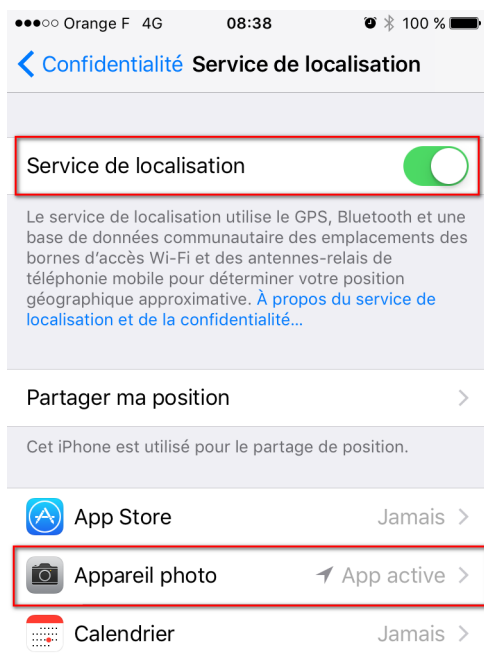 Orange F 4G 08:38 100 %
Confidentialité Service de localisation
Service de localisation
Le service de localisation utilise le GPS, Bluetooth et une
base de données communautaire des emplacements des
bornes d'accès Wi-Fi et des antennes-relais de
téléphonie mobile pour déterminer votre position
géographique approximative. À propos du service de
localisation et de la confidentialité...
Partager ma position
Cet iPhone est utilisé pour le partage de position.
App Store Jamais
Appareil photo App active
Calendrier Jamais